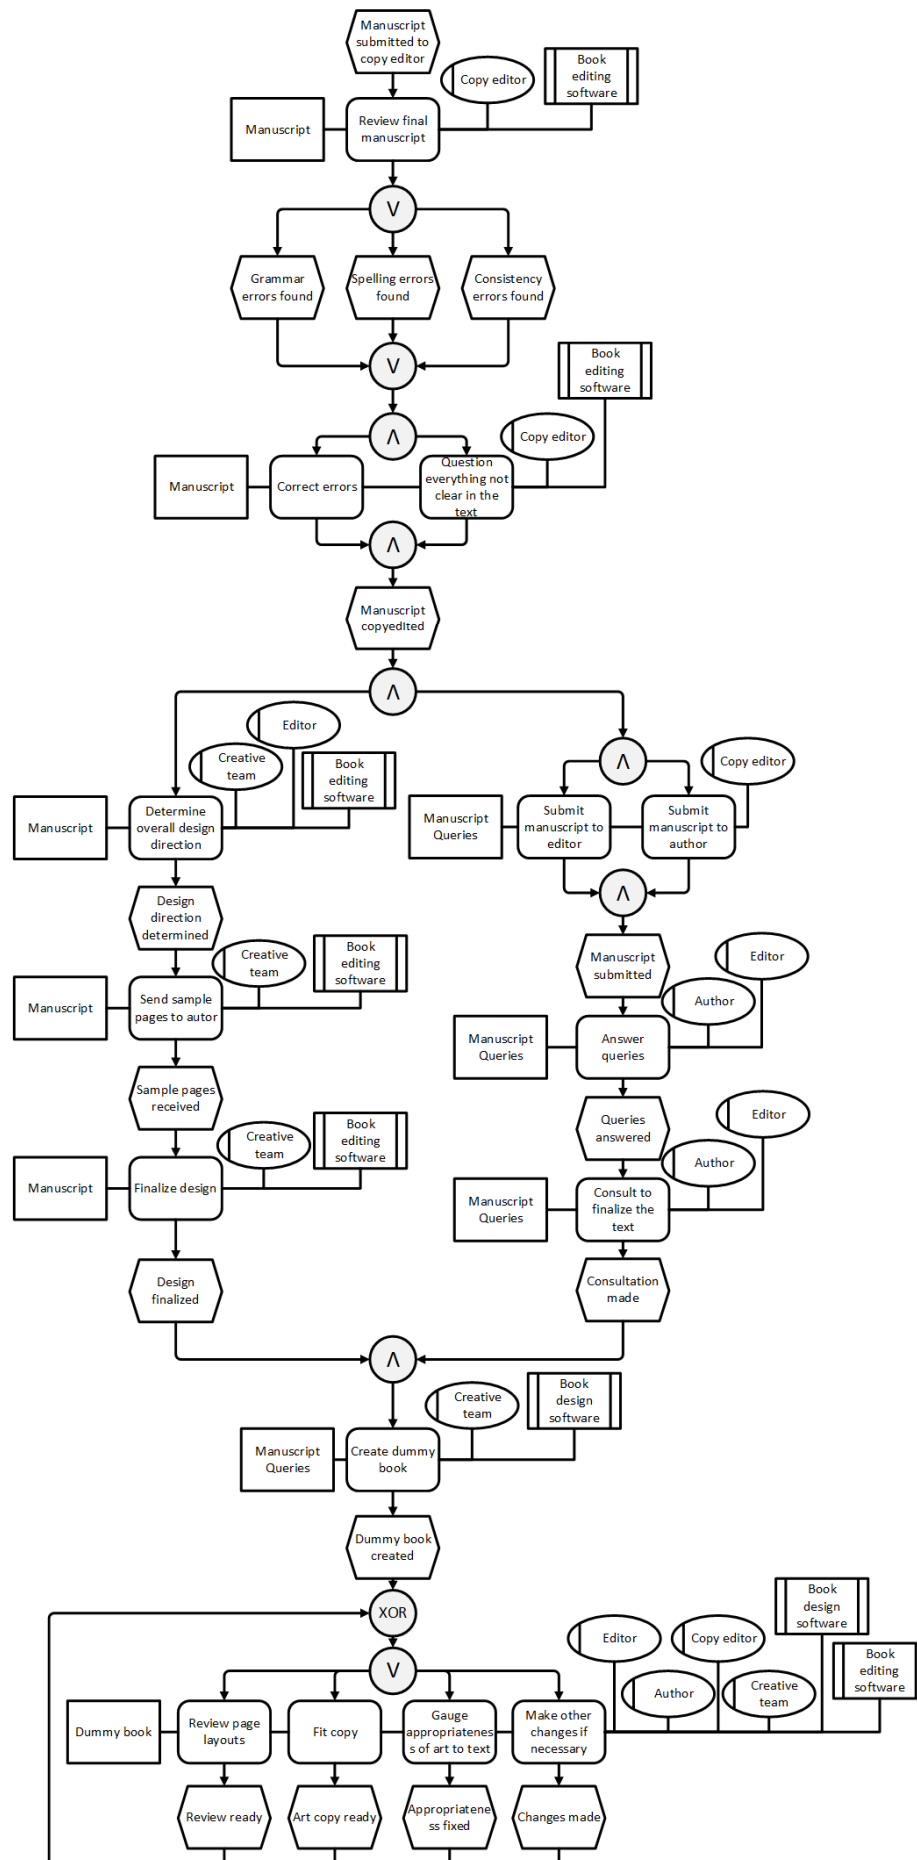 Manuscript
submitted to
copy editor
Copy editor
Book
editing
software
Manuscript
Review final
manuscript
V
Grammar
errors found
Spelling errors
found
Consistency
errors found
V
Book
editing
software
Λ
Copy editor
Manuscript
Correct errors
Question
everything not
clear in the
text
Λ
Manuscript
copyedited
Λ
Editor
Creative
team
Book
editing
software
Manuscript
Determine
overall design
direction
Λ
Copy editor
Manuscript
Queries
Submit
manuscript to
editor
Submit
manuscript to
author
Λ
Design
direction
determined
Creative
team
Book
editing
software
Manuscript
Send sample
pages to autor
Manuscript
submitted
Editor
Author
Manuscript
Queries
Answer
queries
Sample pages
received
Creative
team
Book
editing
software
Manuscript
Finalize design
Queries
answered
Editor
Author
Manuscript
Queries
Consult to
finalize the
text
Design
finalized
Consultation
made
Λ
Creative
team
Book
design
software
Manuscript
Queries
Create dummy
book
Dummy book
created
XOR
V
Editor
Copy editor
Book
design
software
Author
Creative
team
Book
editing
software
Dummy book
Review page
layouts
Fit copy
Gauge
appropriatenes
s of art to text
Make other
changes if
necessary
Review ready
Art copy ready
Appropriatene
ss fixed
Changes made